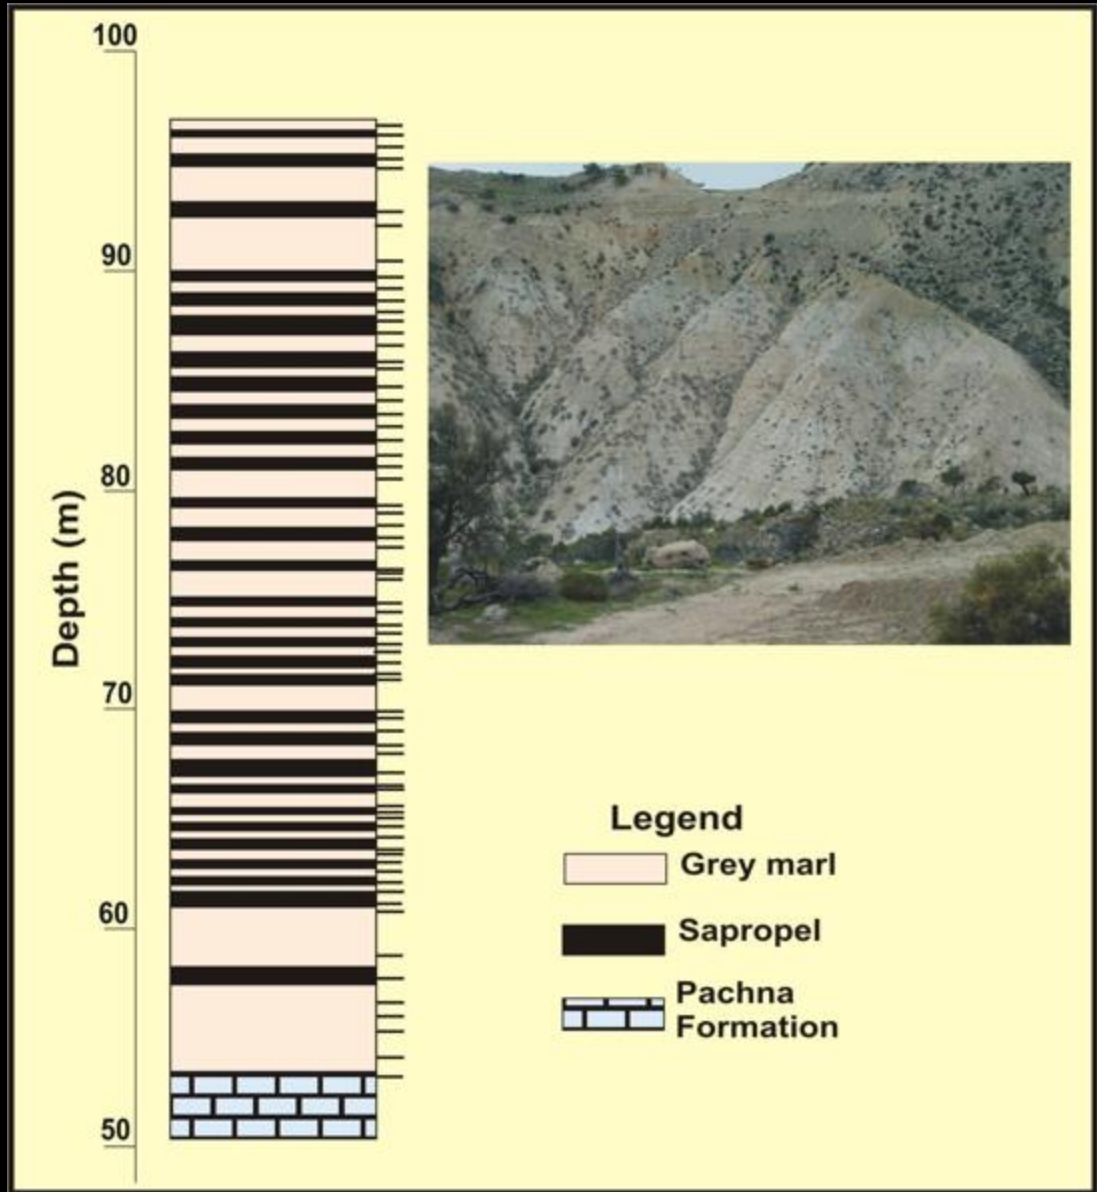 100
90
80
70
60
50
Depth (m)
Legend
Grey marl
Sapropel
Pachna
Formation